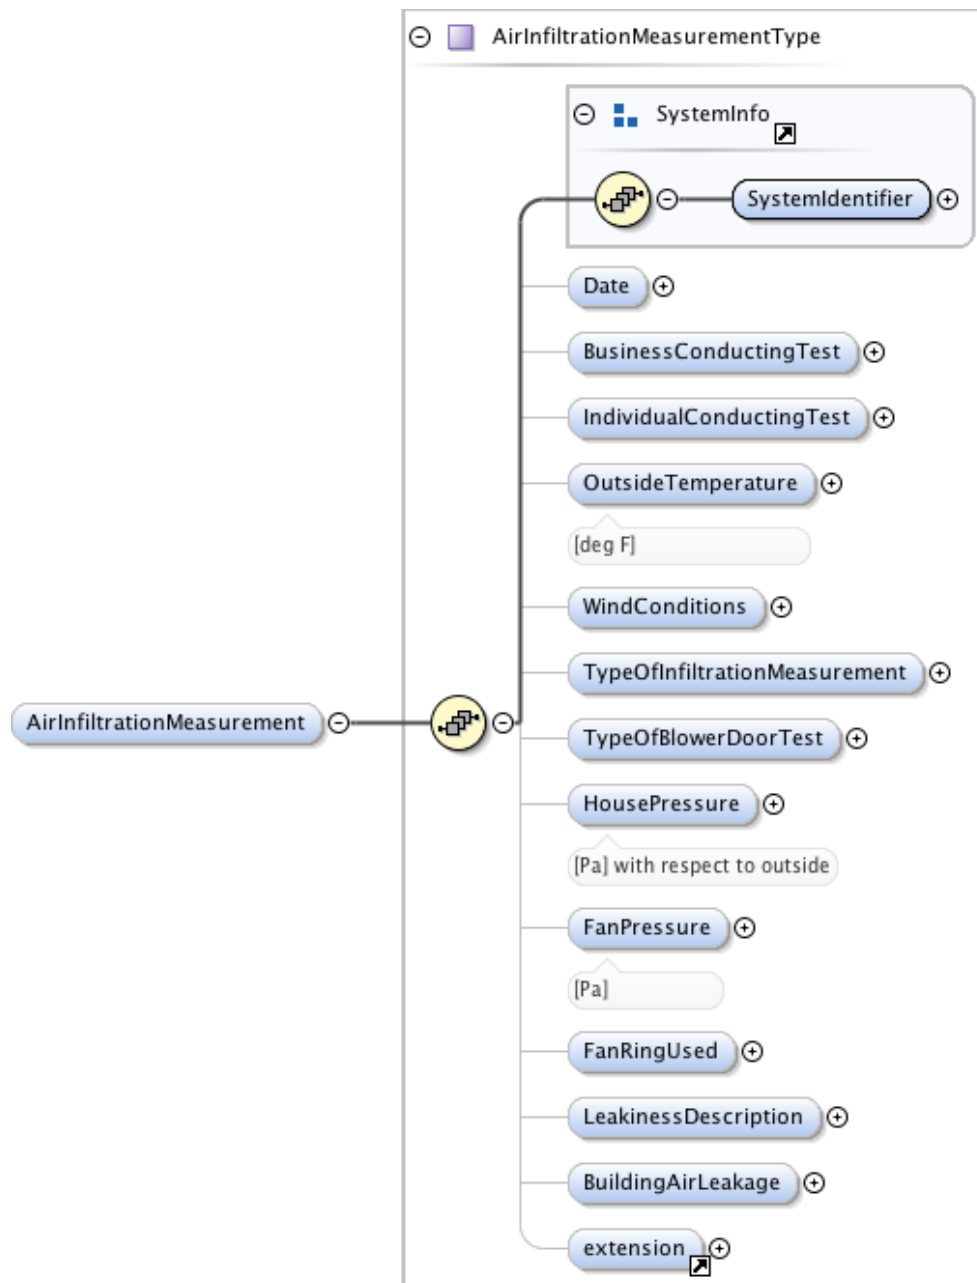 AirInfiltrationMeasurementType
SystemInfo
SystemIdentifier
Date
BusinessConductingTest
IndividualConductingTest
OutsideTemperature
[deg F]
WindConditions
TypeOfInfiltrationMeasurement
AirInfiltrationMeasurement
TypeOfBlowerDoorTest
HousePressure
[Pa] with respect to outside
FanPressure
[Pa]
FanRingUsed
LeakinessDescription
BuildingAirLeakage
extension